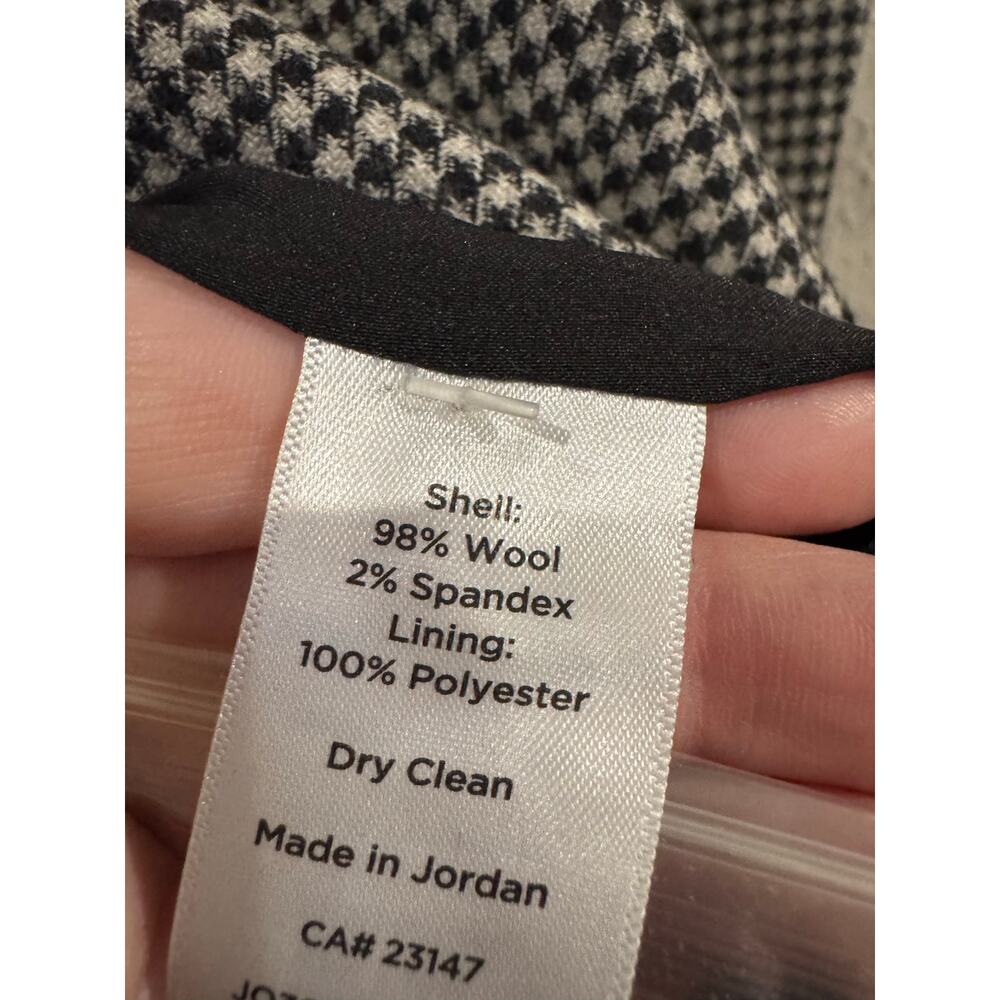 Shell:
98% Wool
2% Spandex
Lining:
100% Polyester
Dry Clean
Made in Jordan
CA# 23147